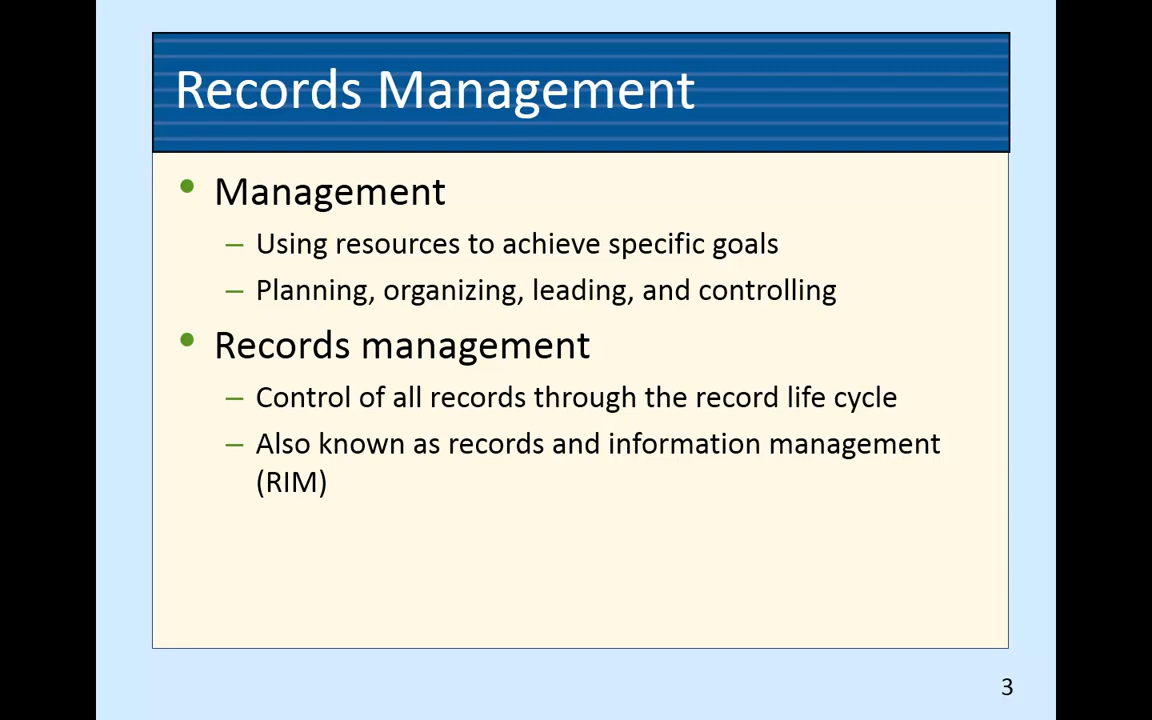 Records Management
• Management
– Using resources to achieve specific goals
– Planning, organizing, leading, and controlling
• Records management
– Control of all records through the record life cycle
– Also known as records and information management
(RIM)
3